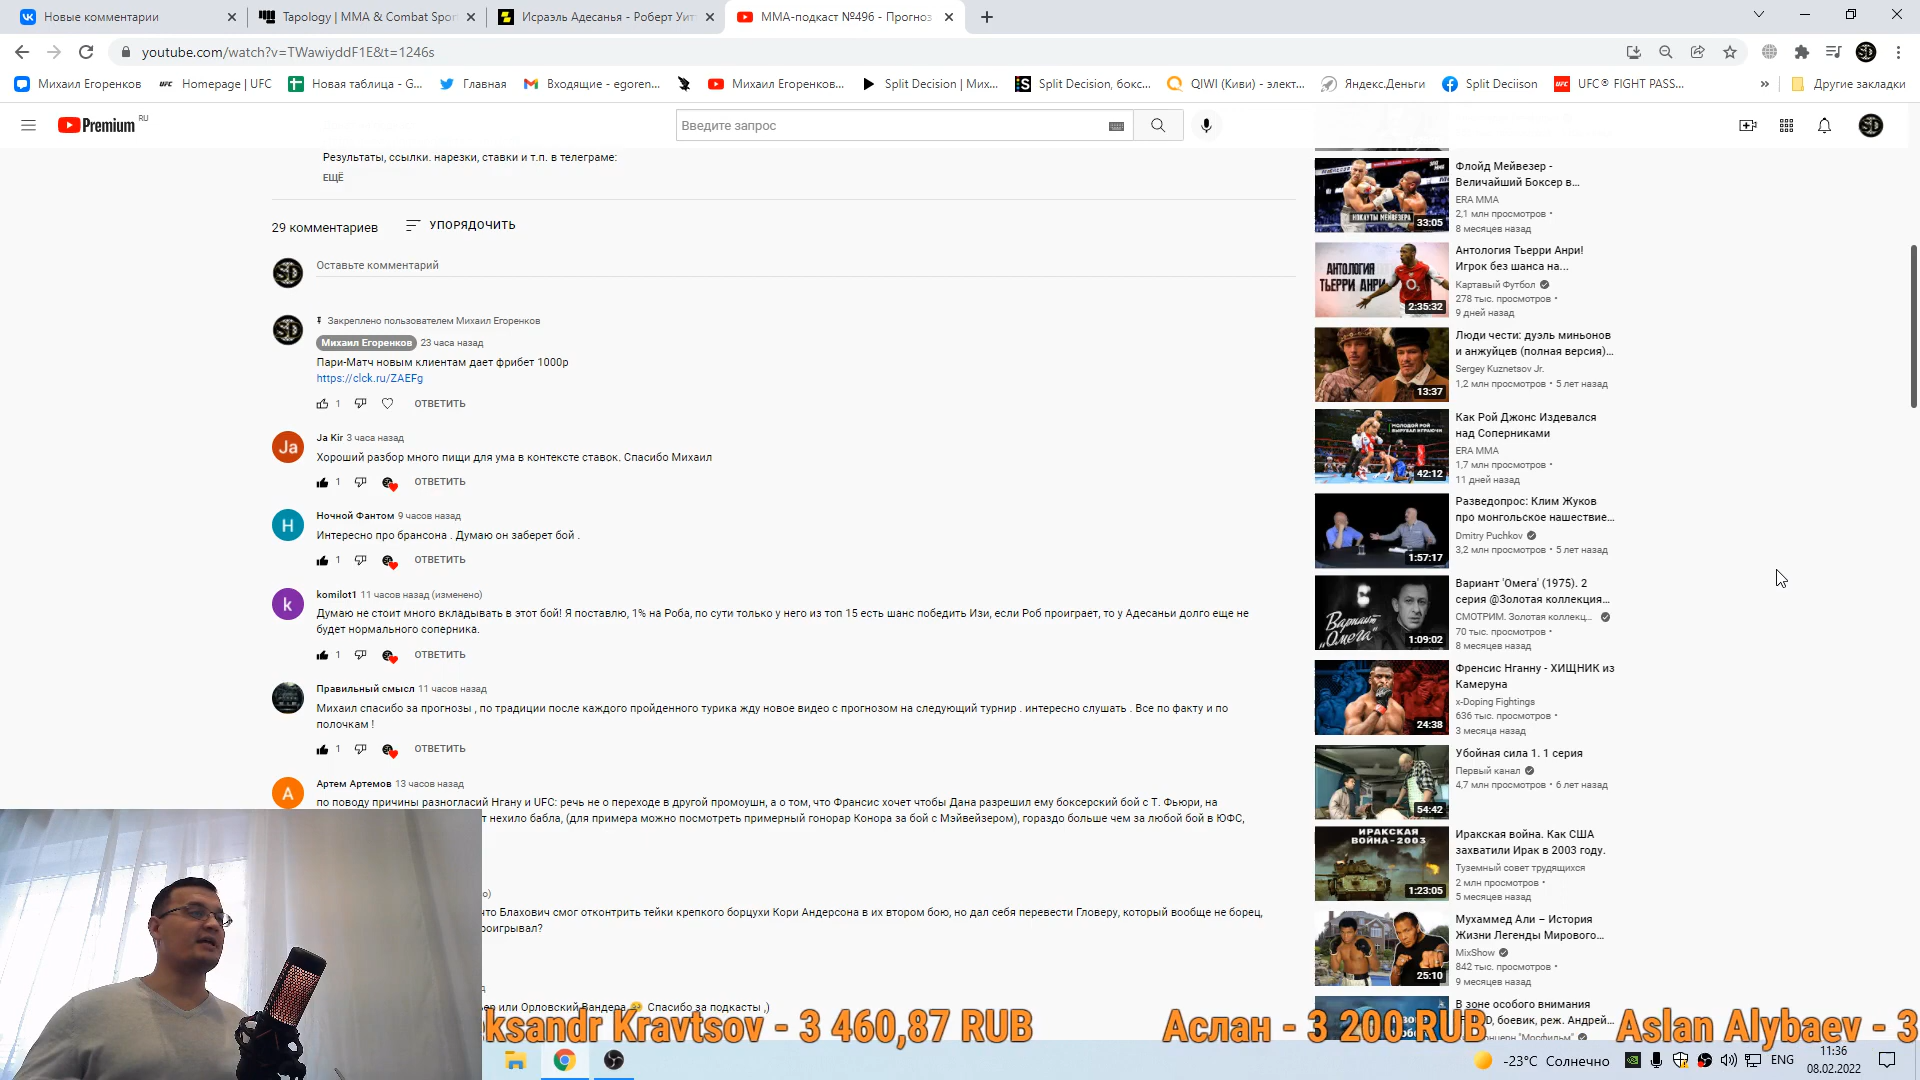 Новые комментарии
Tapology | MMA & Combat Spor
Исраэль Адесанья - Роберт Уит
ММА-подкаст №496 - Прогноз
youtube.com/watch?v=TWawiyddF1E&t=1246s
Михаил Егоренков
Homepage | UFC
Новая таблица - G...
Главная
Входящие - egoren...
Михаил Егоренков...
Split Decision | Мих...
Split Decision, бокс...
QIWI (Киви) - элект...
Яндекс.Деньги
Split Deciison
UFC® FIGHT PASS...
»
Другие закладки
Premium RU
Введите запрос
Результаты, ссылки. нарезки, ставки и т.п. в телеграме:
ЕЩЁ
29 комментариев
УПОРЯДОЧИТЬ
Оставьте комментарий
Закреплено пользователем Михаил Егоренков
Михаил Егоренков 23 часа назад
Пари-Матч новым клиентам дает фрибет 1000р
https://clck.ru/ZAEFg
1 ОТВЕТИТЬ
Ja
Ja Kir 3 часа назад
Хороший разбор много пищи для ума в контексте ставок. Спасибо Михаил
1 ОТВЕТИТЬ
Н
Ночной Фантом 9 часов назад
Интересно про брансона . Думаю он заберет бой .
1 ОТВЕТИТЬ
k
komilot1 11 часов назад (изменено)
Думаю не стоит много вкладывать в этот бой! Я поставлю, 1% на Роба, по сути только у него из топ 15 есть шанс победить Изи, если Роб проиграет, то у Адесаньи долго еще не
будет нормального соперника.
1 ОТВЕТИТЬ
Правильный смысл 11 часов назад
Михаил спасибо за прогнозы , по традиции после каждого пройденного турика жду новое видео с прогнозом на следующий турнир . интересно слушать . Все по факту и по
полочкам !
1 ОТВЕТИТЬ
А
Артем Артемов 13 часов назад
по поводу причины разногласий Нгану и UFC: речь не о переходе в другой промоушн, а о том, что Франсис хочет чтобы Дана разрешил ему боксерский бой с Т. Фьюри, на
т нехило бабла, (для примера можно посмотреть примерный гонорар Конора за бой с Мэйвейзером), гораздо больше чем за любой бой в ЮФС,
о)
что Блахович смог отконтрить тейки крепкого борцухи Кори Андерсона в их втором бою, но дал себя перевести Гловеру, который вообще не борец,
роигрывал?
ер или Орловский Вандера Спасибо за подкасты ,)
Флойд Мейвезер -
Величайший Боксер в...
ERA MMA
2,1 млн просмотров •
8 месяцев назад
НОКАУТЫ МЕЙВЕЗЕРА
33:05
Антология Тьерри Анри!
Игрок без шанса на...
Картавый Футбол
278 тыс. просмотров •
9 дней назад
АНТОЛОГИЯ
ТЬЕРРИ АНРИ
2:35:32
Люди чести: дуэль миньонов
и анжуйцев (полная версия)...
Sergey Kuznetsov Jr.
1,2 млн просмотров • 5 лет назад
13:37
Как Рой Джонс Издевался
над Соперниками
ERA MMA
1,7 млн просмотров •
11 дней назад
МОЛОДОЙ РОЙ
ВЫРУБАЛ ИГРАЮЧИ
42:12
Разведопрос: Клим Жуков
про монгольское нашествие...
Dmitry Puchkov
3,2 млн просмотров • 5 лет назад
1:57:17
Вариант 'Омега' (1975). 2
серия @Золотая коллекция...
СМОТРИМ. Золотая коллекц...
70 тыс. просмотров •
8 месяцев назад
Вариант
„Омега"
1:09:02
Френсис Нганну - ХИЩНИК из
Камеруна
x-Doping Fightings
636 тыс. просмотров •
3 месяца назад
24:38
Убойная сила 1. 1 серия
Первый канал
4,7 млн просмотров • 6 лет назад
54:42
Иракская война. Как США
захватили Ирак в 2003 году.
Туземный совет трудящихся
2 млн просмотров •
5 месяцев назад
ИРАКСКАЯ
ВОЙНА-2003
1:23:05
Мухаммед Али – История
Жизни Легенды Мирового...
MixShow
842 тыс. просмотров •
9 месяцев назад
25:10
В зоне особого внимания
D, боевик, реж. Андрей...
ksandr Kravtsov - 3 460,87 RUB
Аслан - 3 200 RUB
Aslan Alybaev - 3
-23°C Солнечно
ENG
11:36
08.02.2022